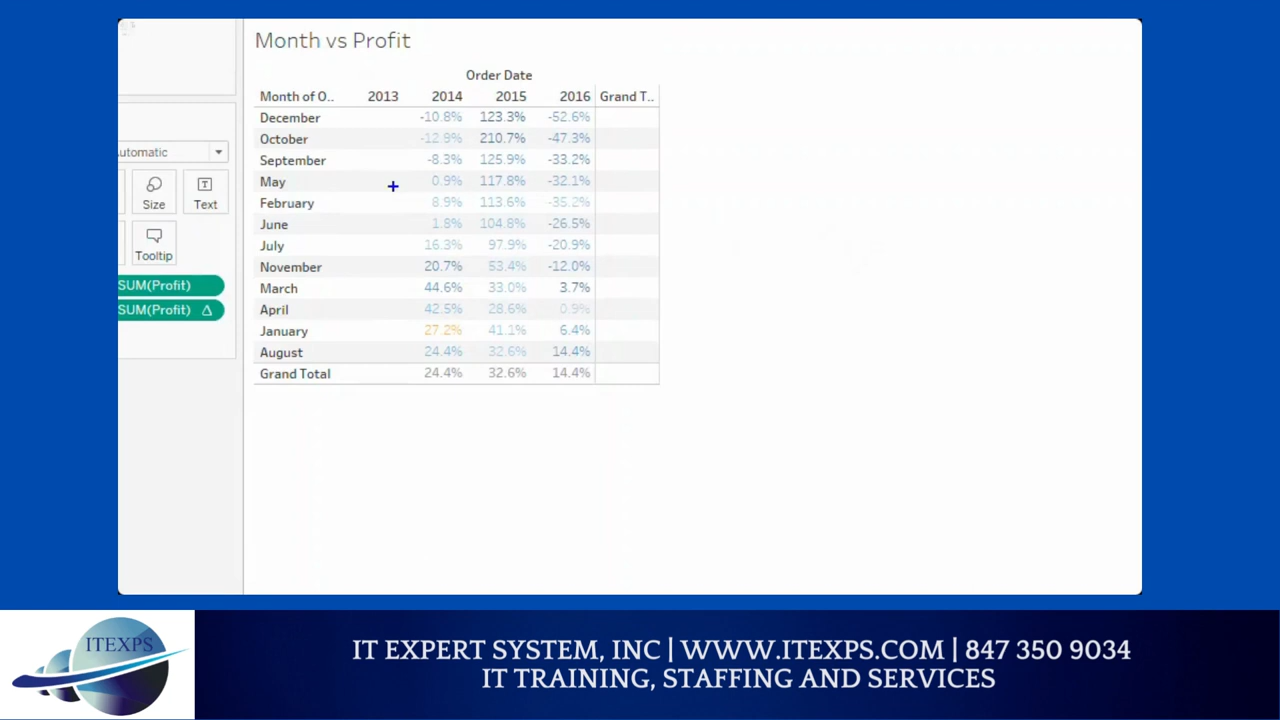 Month vs Profit
Order Date
Month of O.. 2013 2014 2015 2016 Grand T..
December -10.8% 123.3% -52.6%
October -12.9% 210.7% -47.3%
September -8.3% 125.9% -33.2%
May 0.9% 117.8% -32.1%
February 8.9% 113.6% -35.2%
June 1.8% 104.8% -26.5%
July 16.3% 97.9% -20.9%
November 20.7% 53.4% -12.0%
March 44.6% 33.0% 3.7%
April 42.5% 28.6% 0.9%
January 27.2% 41.1% 6.4%
August 24.4% 32.6% 14.4%
Grand Total 24.4% 32.6% 14.4%
utomatic
Size Text
Tooltip
SUM(Profit)
SUM(Profit) Δ
ITEXPS
IT EXPERT SYSTEM, INC | WWW.ITEXPS.COM | 847 350 9034
IT TRAINING, STAFFING AND SERVICES